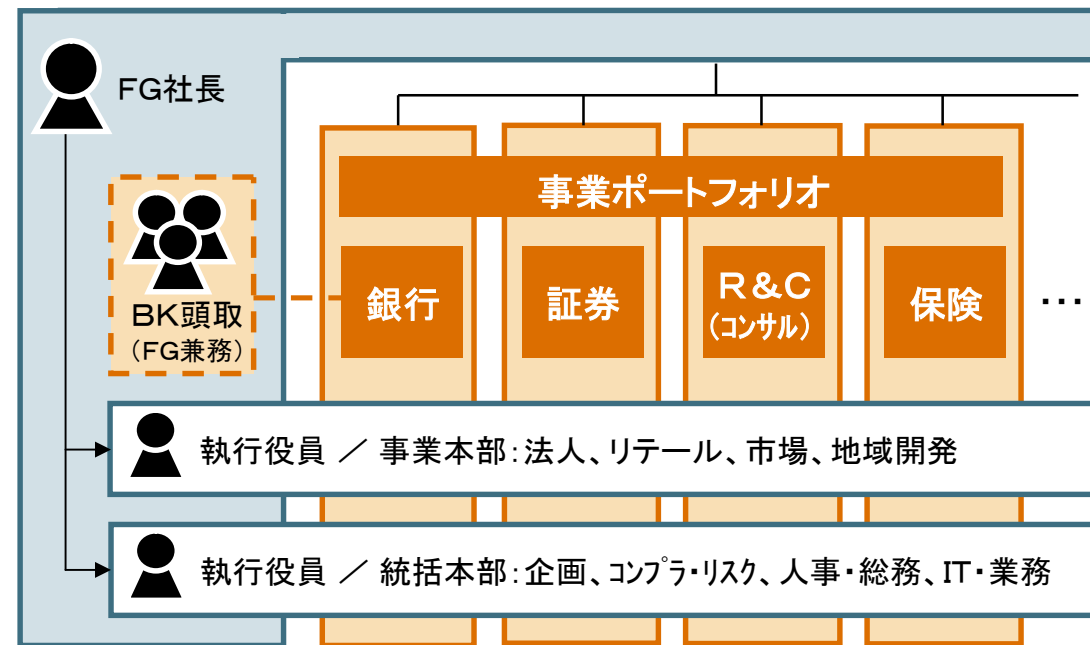 FG社長
事業ポートフォリオ
銀行
証券
R&C
(コンサル)
保険
…
BK頭取
(FG兼務)
執行役員 / 事業本部:法人、リテール、市場、地域開発
執行役員 / 統括本部:企画、コンプラ・リスク、人事・総務、IT・業務